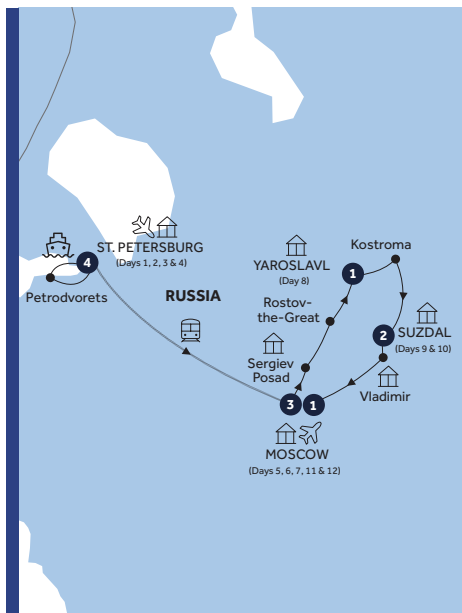 4
ST. PETERSBURG
(Days 1, 2, 3 & 4)
Petrodvorets
RUSSIA
Kostroma
YAROSLAVL
(Day 8)
1
Rostov-
the-Great
2
SUZDAL
(Days 9 & 10)
Sergiev
Posad
Vladimir
3
1
MOSCOW
(Days 5, 6, 7, 11 & 12)